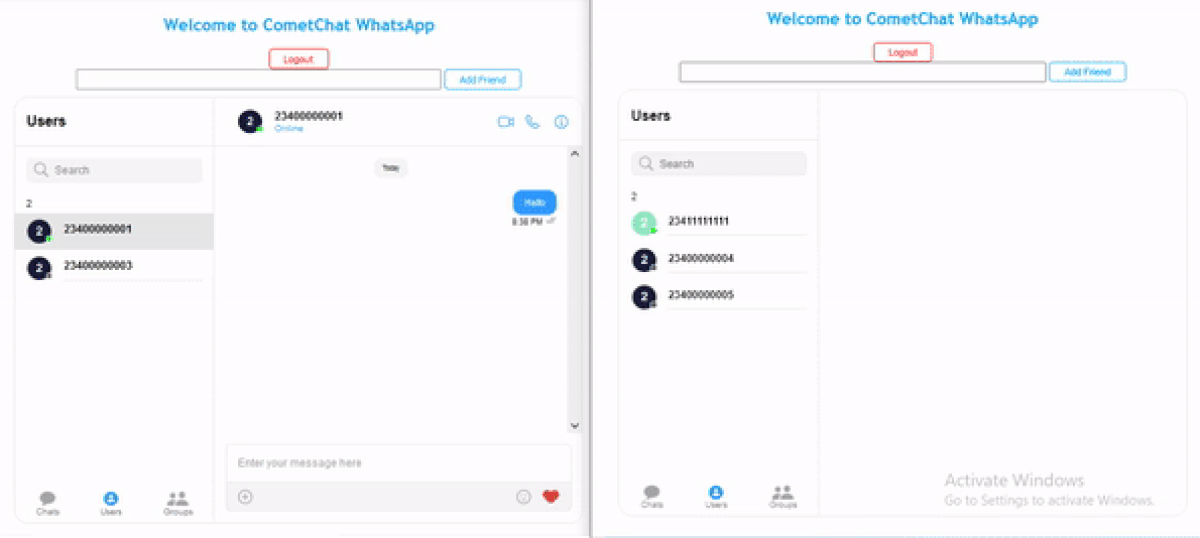 Welcome to CometChat WhatsApp
Logout
Add Friend
Users
Search
2
2 23400000001
2 23400000003
2 23400000001
Online
Today
Hello
8:38 PM
Enter your message here
Chats Users Groups
Welcome to CometChat WhatsApp
Logout
Add Friend
Users
Search
2
2 23411111111
2 23400000004
2 23400000005
Chats Users Groups
Activate Windows
Go to Settings to activate Windows.